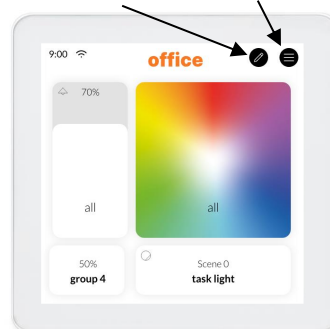 9:00
office
70%
all
all
50%
group 4
Scene 0
task light